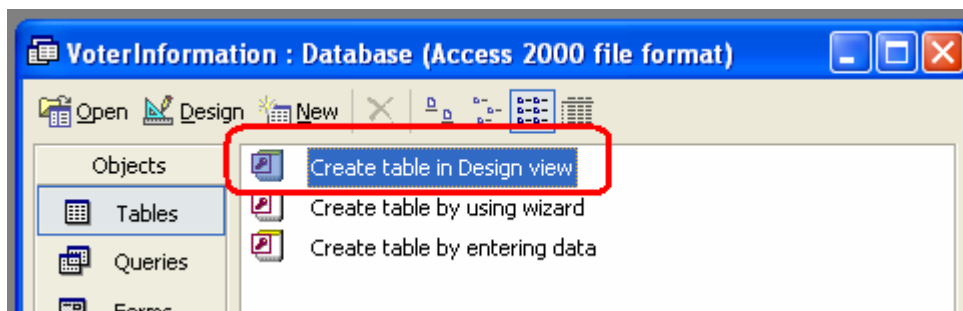 VoterInformation : Database (Access 2000 file format)
Open Design New
Objects
Create table in Design view
Tables
Create table by using wizard
Queries
Create table by entering data
Forms